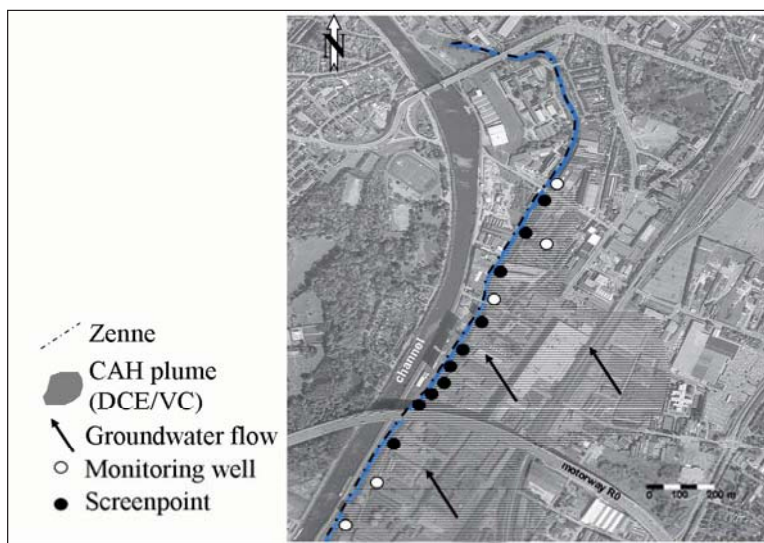 N
Zenne
CAH plume
(DCE/VC)
Groundwater flow
Monitoring well
Screenpoint
channel
motorway R0
0 100 200 m